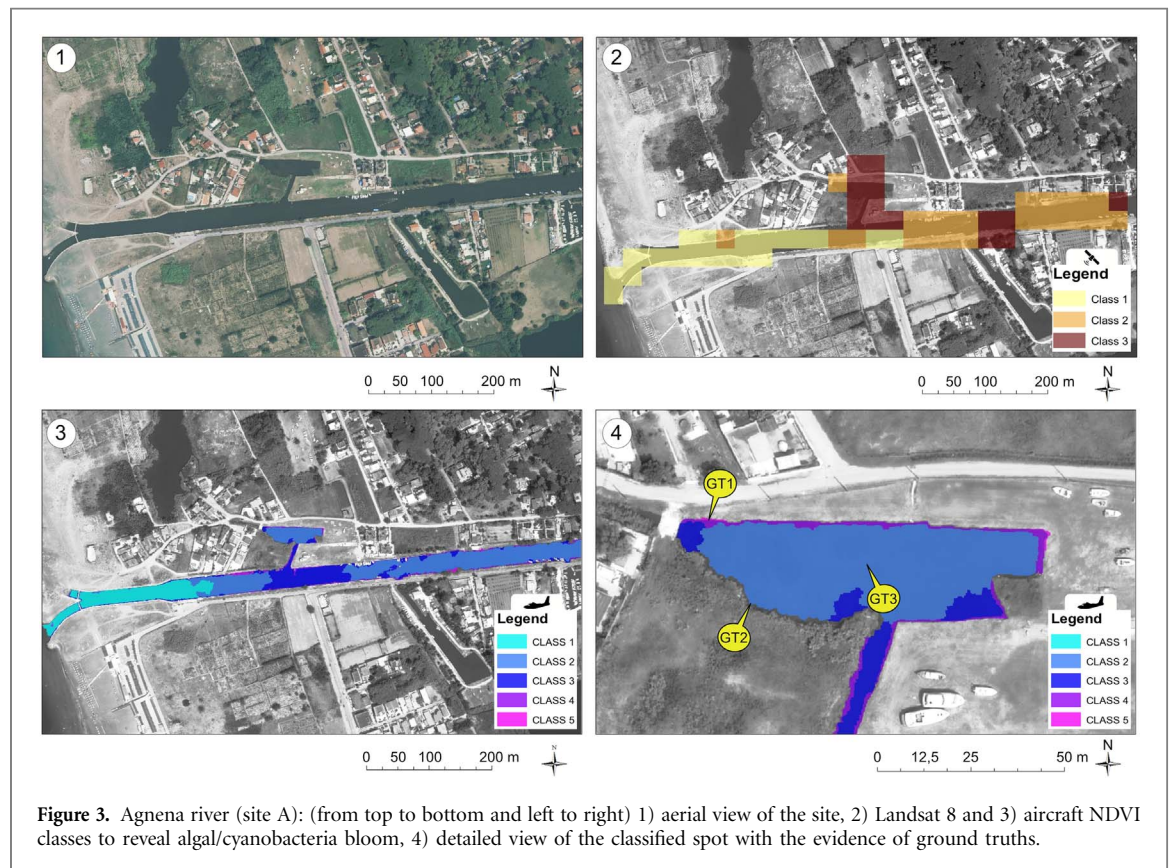 1
0 50 100 200 m
N
2
Legend
Class 1
Class 2
Class 3
0 50 100 200 m
N
3
Legend
CLASS 1
CLASS 2
CLASS 3
CLASS 4
CLASS 5
0 50 100 200 m
N
4
GT1
GT2
GT3
Legend
CLASS 1
CLASS 2
CLASS 3
CLASS 4
CLASS 5
0 12,5 25 50 m
N
Figure 3. Agnena river (site A): (from top to bottom and left to right) 1) aerial view of the site, 2) Landsat 8 and 3) aircraft NDVI
classes to reveal algal/cyanobacteria bloom, 4) detailed view of the classified spot with the evidence of ground truths.